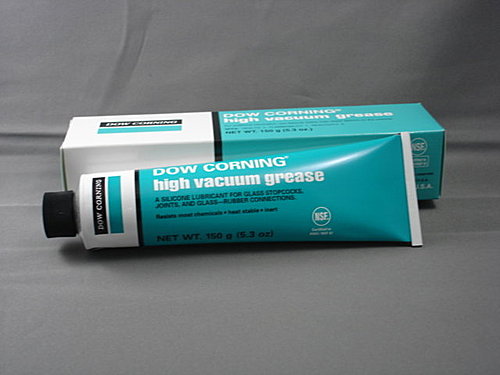 DOW CORNING
DOW CORNING®
high vacuum grease
NET WT. 150 g (5.3 oz.)
NSF
U.S.A.
DOW CORNING
DOW CORNING®
high vacuum grease
A SILICONE LUBRICANT FOR GLASS STOPCOCKS,
JOINTS, AND GLASS—RUBBER CONNECTIONS.
Resists most chemicals • heat stable • inert
NET WT. 150 g (5.3 oz)
NSF